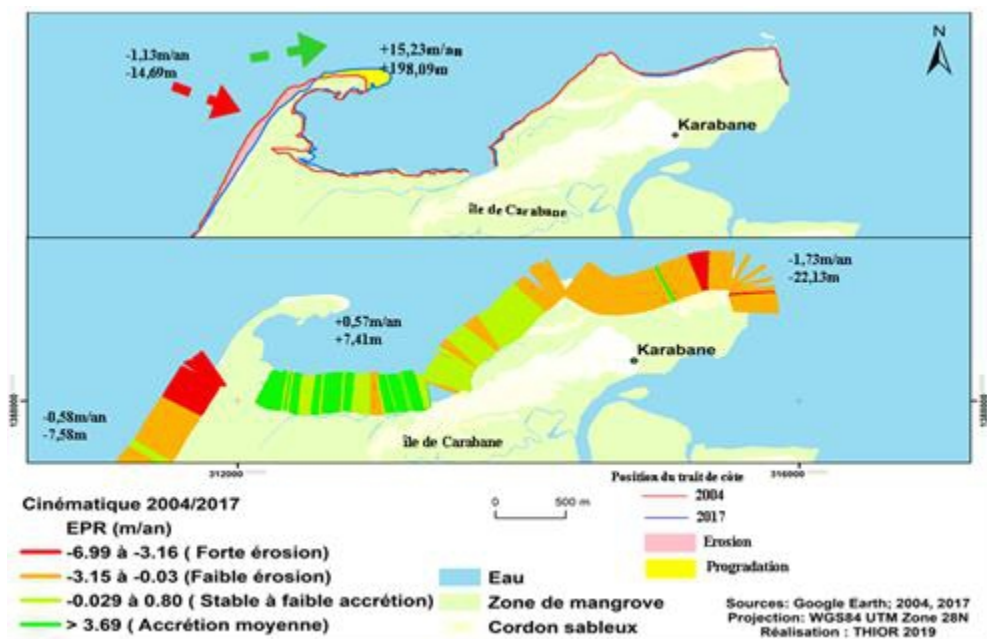 N
-1,13m/an
-14,69m
+15,23m/an
+198,09m
Karabane
île de Carabane
-1,73m/an
-22,13m
+0,57m/an
+7,41m
Karabane
-0,58m/an
-7,58m
île de Carabane
1388000
1388000
312000
316000
Cinématique 2004/2017
EPR (m/an)
-6.99 à -3.16 ( Forte érosion)
-3.15 à -0.03 (Faible érosion)
-0.029 à 0.80 ( Stable à faible accrétion)
> 3.69 ( Accrétion moyenne)
0 500 m
Eau
Zone de mangrove
Cordon sableux
Position du trait de côte
2004
2017
Erosion
Progradation
Sources: Google Earth; 2004, 2017
Projection: WGS84 UTM Zone 28N
Réalisation : THIOR 2019